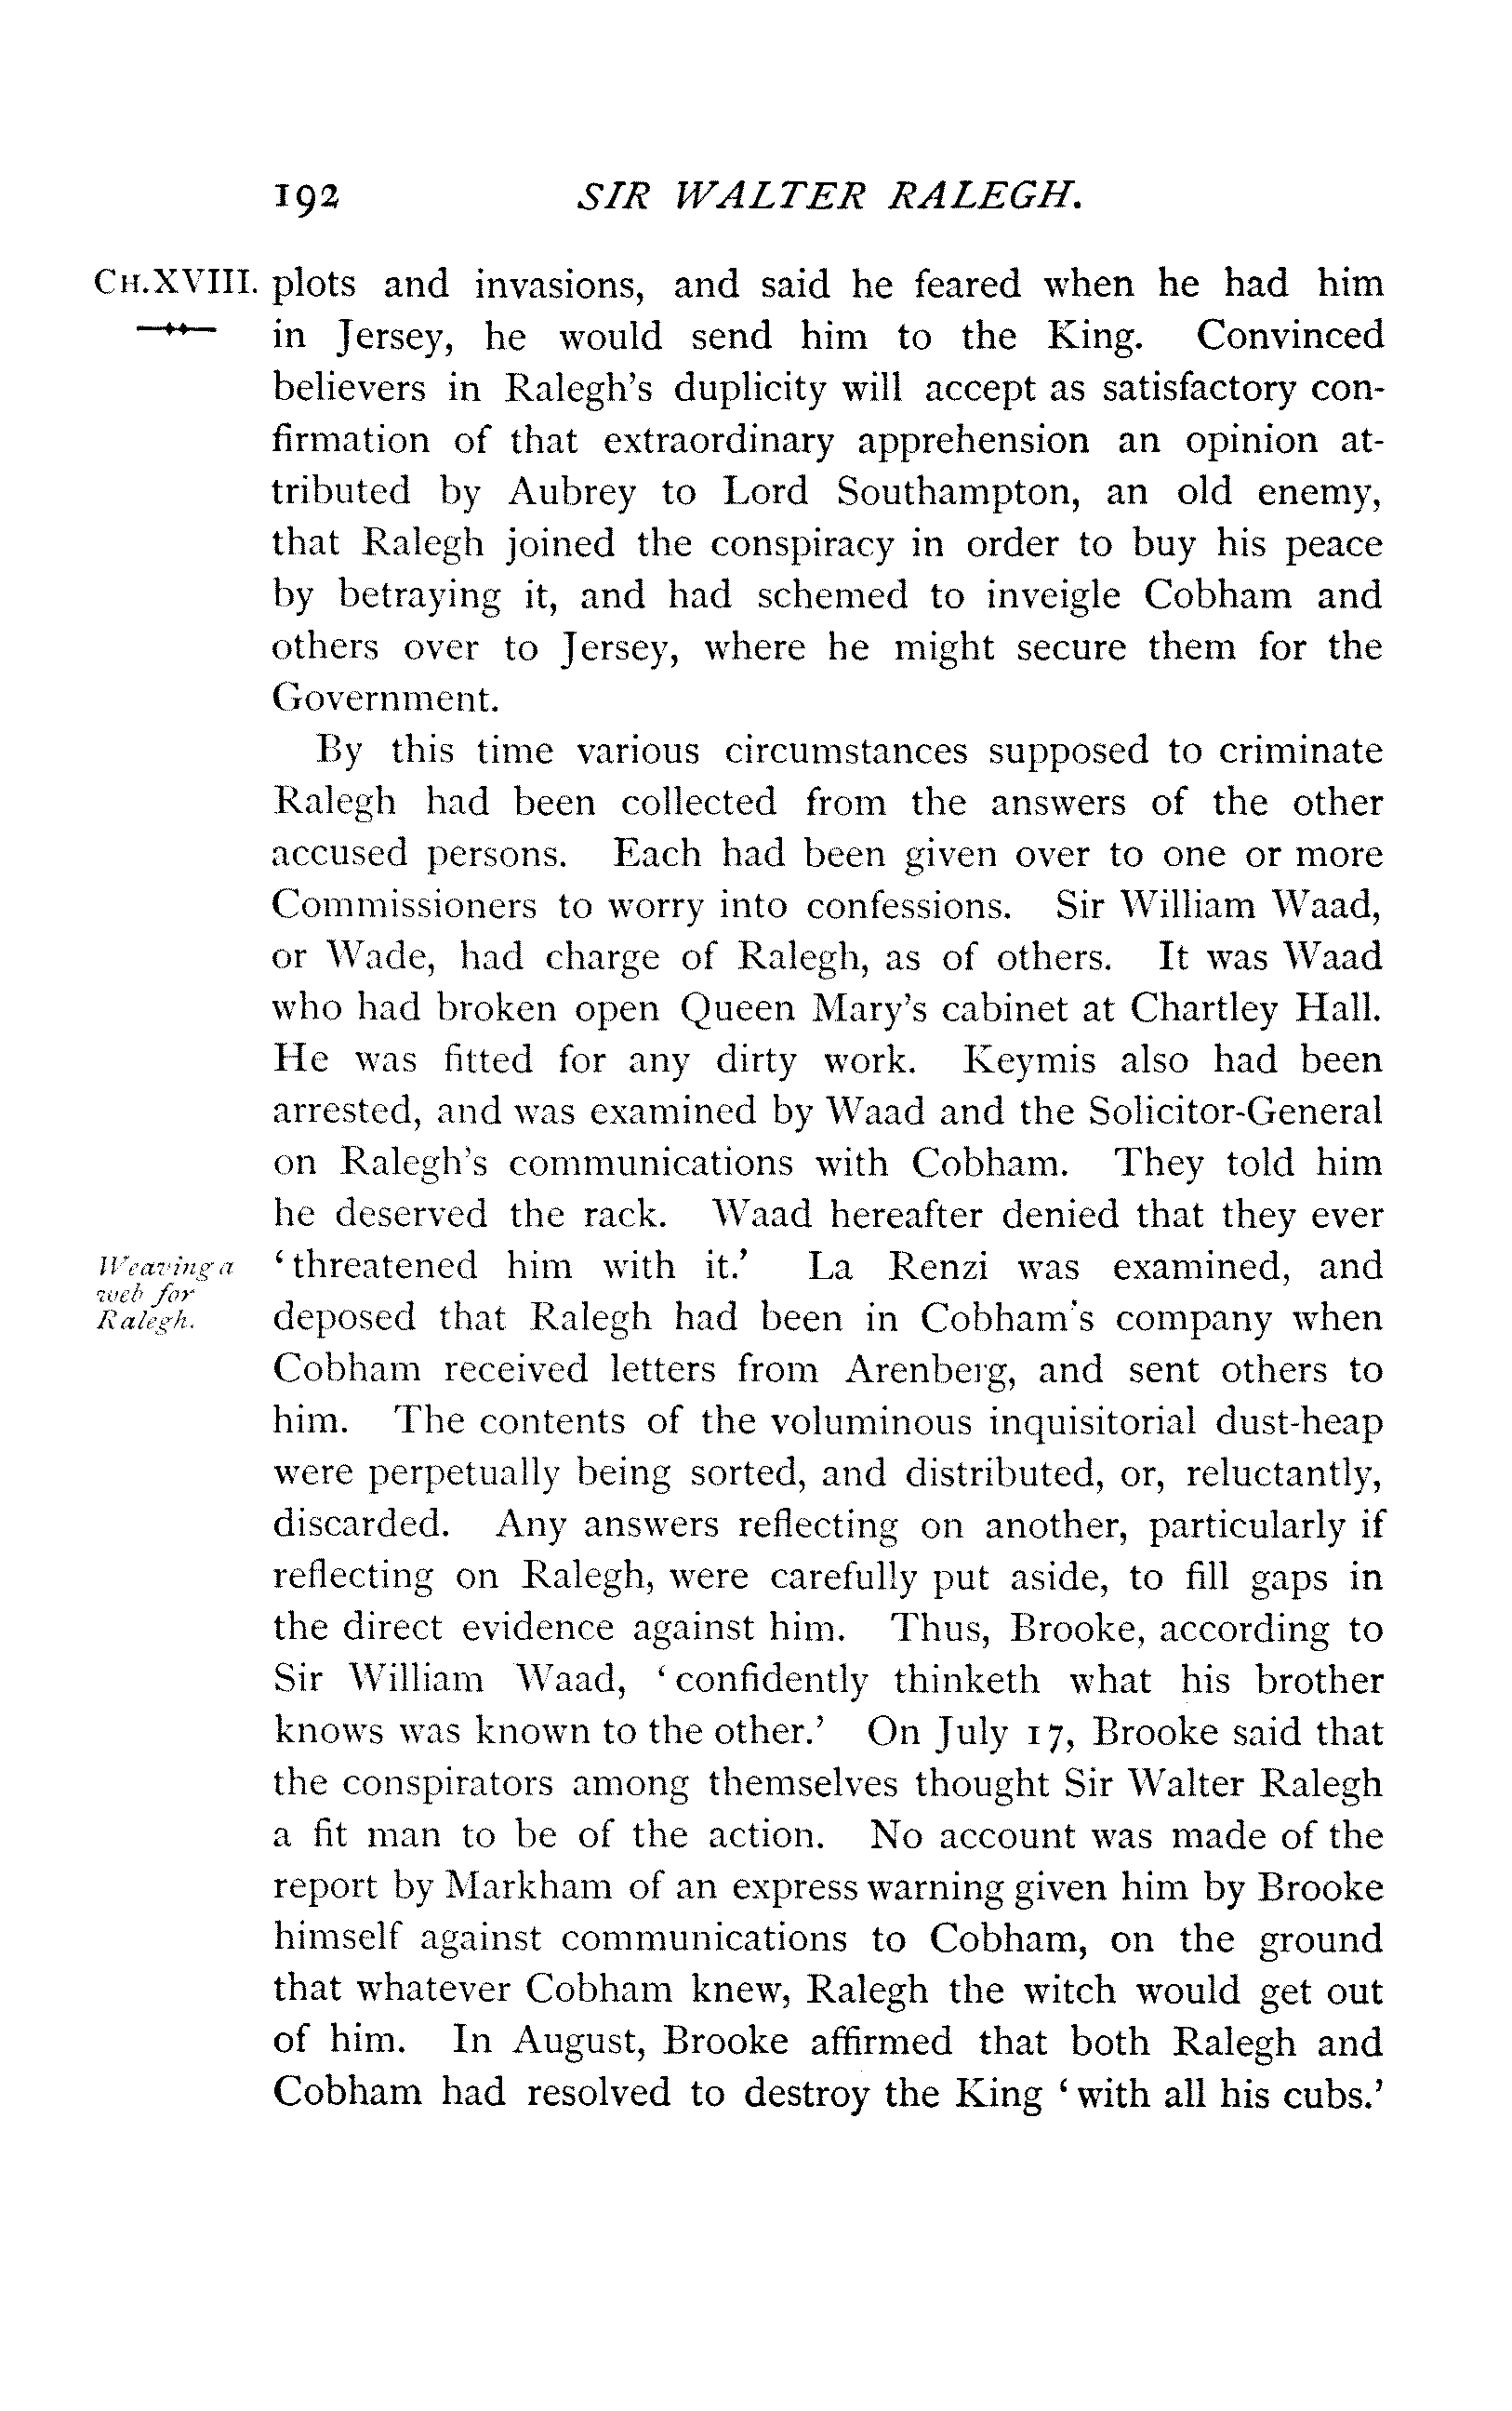 192 SIR WALTER RALEGH.
CH.XVIII. plots and invasions, and said he feared when he had him
in Jersey, he would send him to the King. Convinced
believers in Ralegh's duplicity will accept as satisfactory con-
firmation of that extraordinary apprehension an opinion at-
tributed by Aubrey to Lord Southampton, an old enemy,
that Ralegh joined the conspiracy in order to buy his peace
by betraying it, and had schemed to inveigle Cobham and
others over to Jersey, where he might secure them for the
Government.
By this time various circumstances supposed to criminate
Ralegh had been collected from the answers of the other
accused persons. Each had been given over to one or more
Commissioners to worry into confessions. Sir William Waad,
or Wade, had charge of Ralegh, as of others. It was Waad
who had broken open Queen Mary's cabinet at Chartley Hall.
He was fitted for any dirty work. Keymis also had been
arrested, and was examined by Waad and the Solicitor-General
on Ralegh's communications with Cobham. They told him
he deserved the rack. Waad hereafter denied that they ever
Weaving a
web for
Ralegh.
‘threatened him with it.’ La Renzi was examined, and
deposed that Ralegh had been in Cobham's company when
Cobham received letters from Arenberg, and sent others to
him. The contents of the voluminous inquisitorial dust-heap
were perpetually being sorted, and distributed, or, reluctantly,
discarded. Any answers reflecting on another, particularly if
reflecting on Ralegh, were carefully put aside, to fill gaps in
the direct evidence against him. Thus, Brooke, according to
Sir William Waad, ‘confidently thinketh what his brother
knows was known to the other.’ On July 17, Brooke said that
the conspirators among themselves thought Sir Walter Ralegh
a fit man to be of the action. No account was made of the
report by Markham of an express warning given him by Brooke
himself against communications to Cobham, on the ground
that whatever Cobham knew, Ralegh the witch would get out
of him. In August, Brooke affirmed that both Ralegh and
Cobham had resolved to destroy the King ‘with all his cubs.’